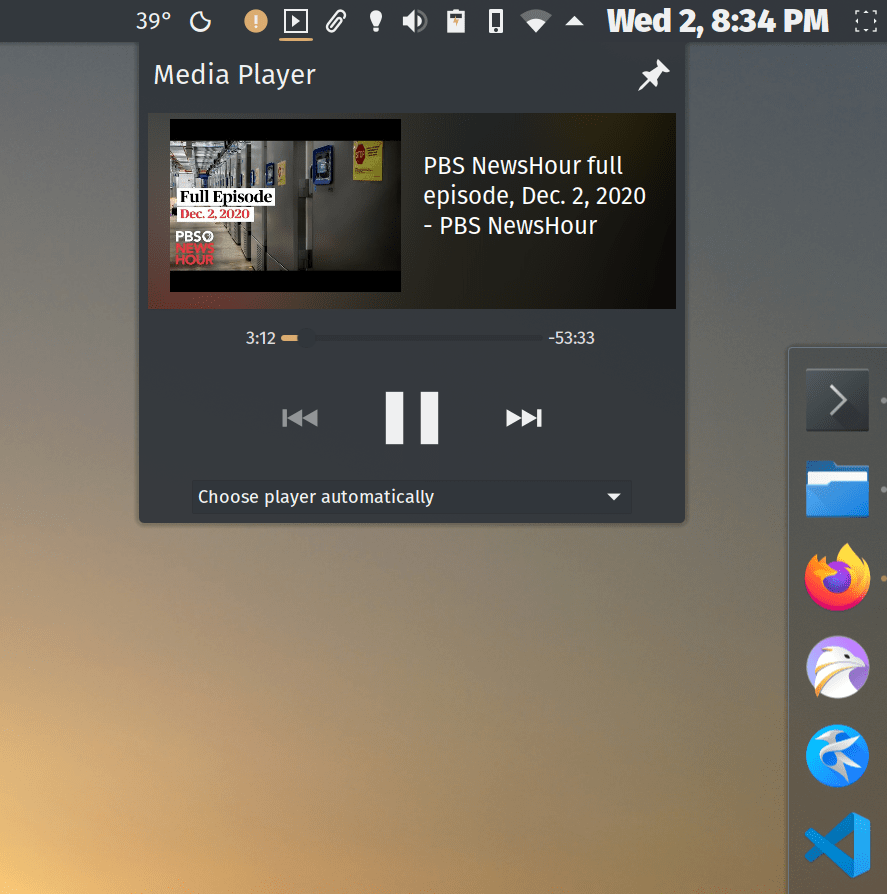 39°
Wed 2, 8:34 PM
Media Player
Full Episode
Dec. 2, 2020
PBS
NEWS
HOUR
PBS NewsHour full
episode, Dec. 2, 2020
- PBS NewsHour
3:12
-53:33
Choose player automatically